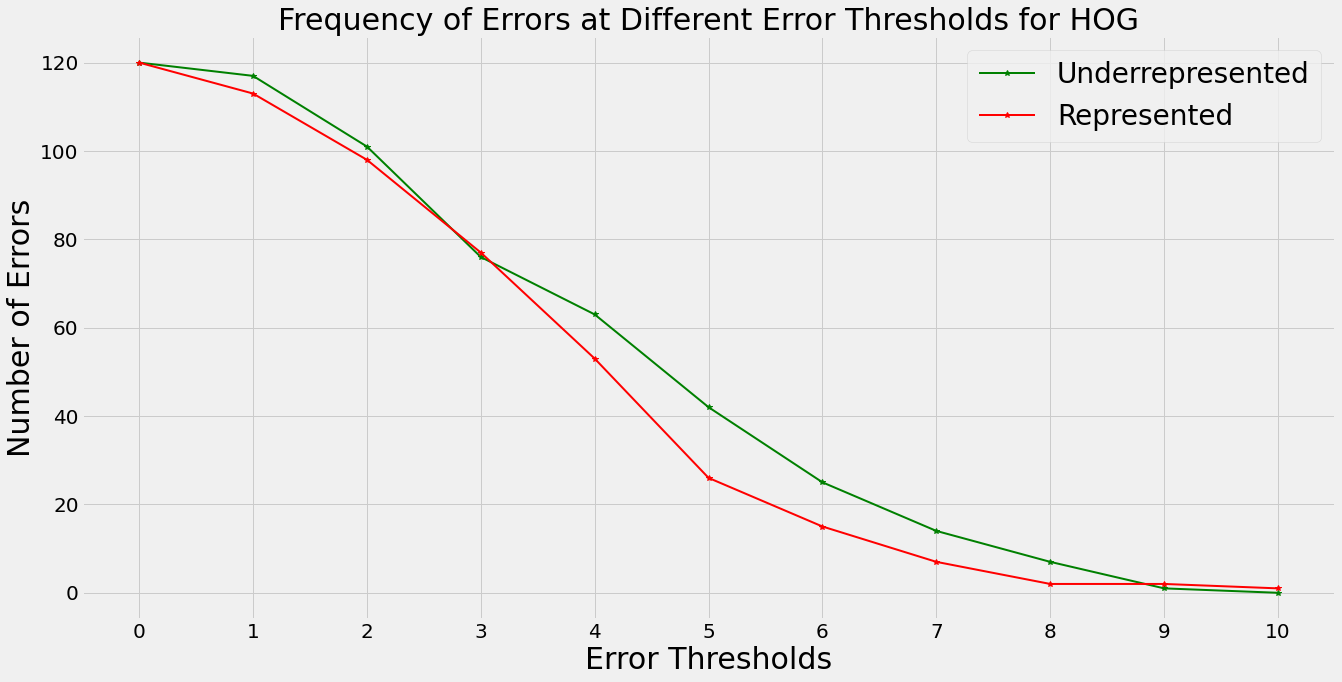 Frequency of Errors at Different Error Thresholds for HOG
Underrepresented
Represented
Number of Errors
120
100
80
60
40
20
0
0 1 2 3 4 5 6 7 8 9 10
Error Thresholds